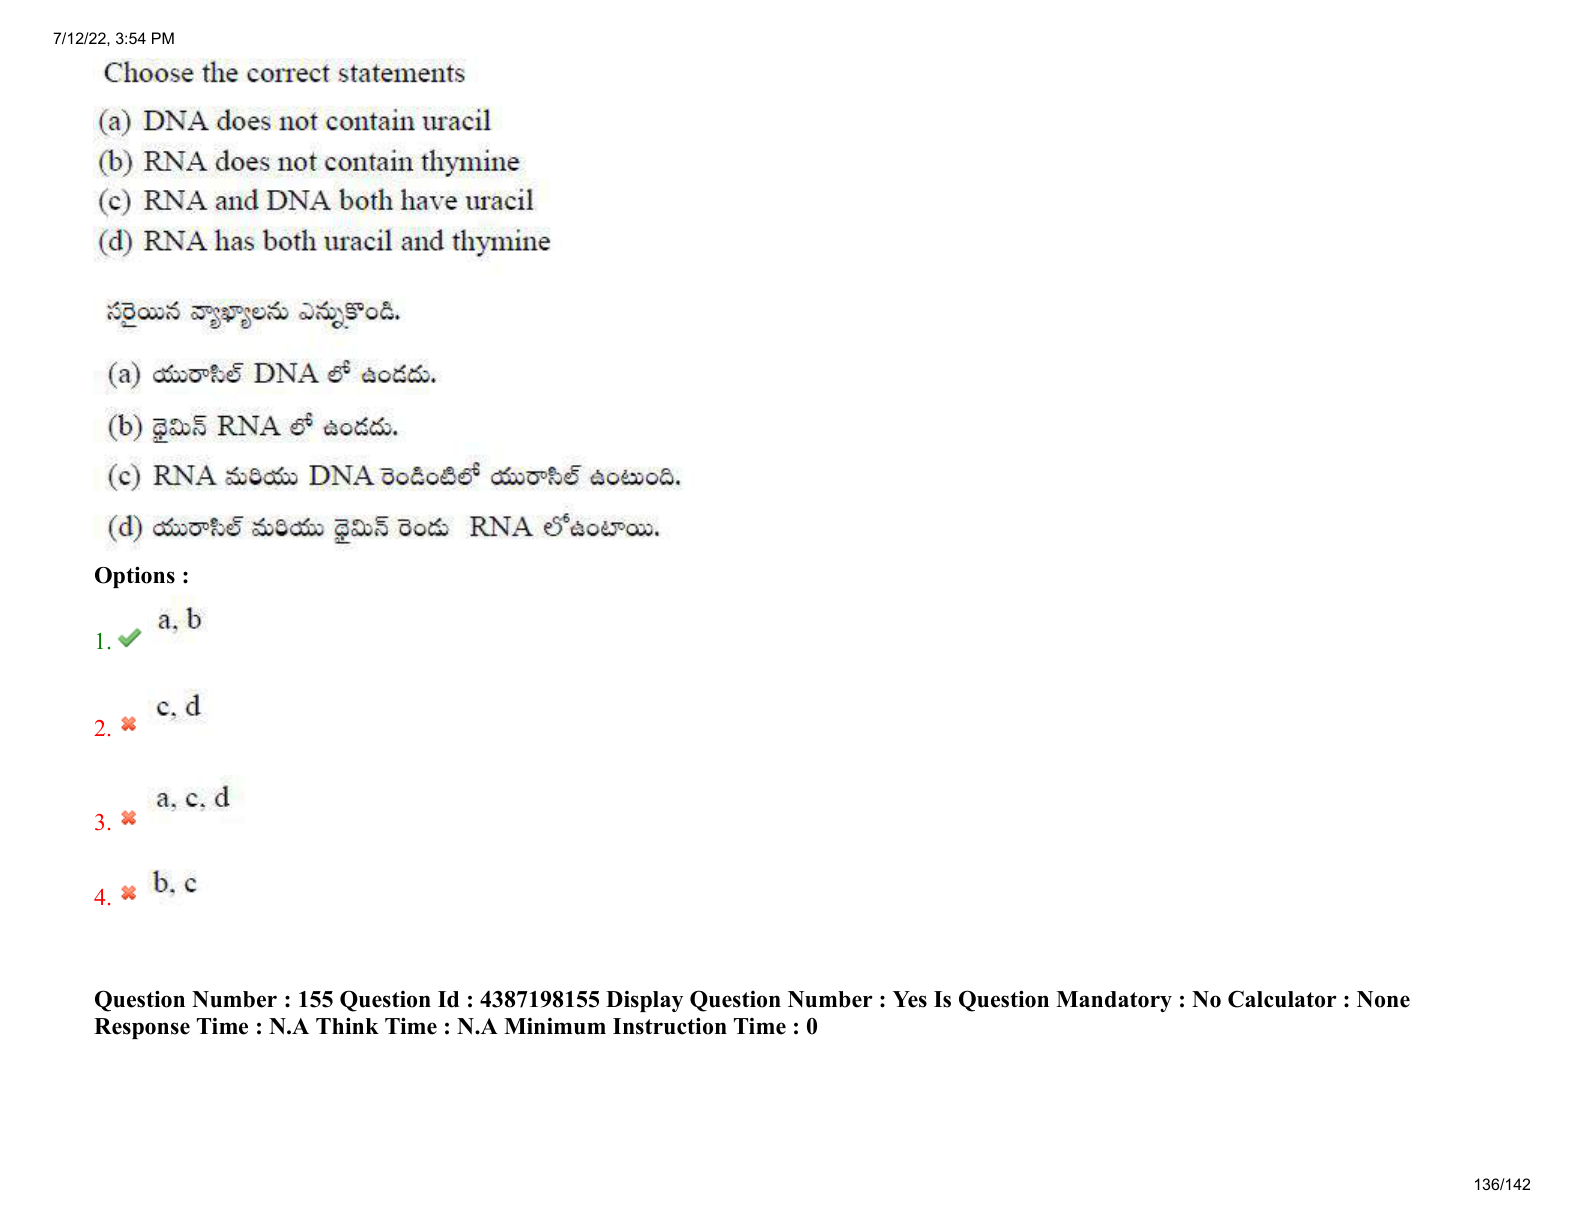 7/12/22, 3:54 PM
Choose the correct statements
(a) DNA does not contain uracil
(b) RNA does not contain thymine
(c) RNA and DNA both have uracil
(d) RNA has both uracil and thymine
సరైయిన వ్యాఖ్యాలను ఎన్నుకొండి.
(a) యురాసిల్ DNA లో ఉండదు.
(b) థైమిన్ RNA లో ఉండదు.
(c) RNA మరియు DNA రెండింటిలో యురాసిల్ ఉంటుంది.
(d) యురాసిల్ మరియు థైమిన్ రెండు RNA లోఉంటాయి.
Options :
a, b
1.
c, d
2.
a, c, d
3.
b, c
4.
Question Number : 155 Question Id : 4387198155 Display Question Number : Yes Is Question Mandatory : No Calculator : None
Response Time : N.A Think Time : N.A Minimum Instruction Time : 0
136/142